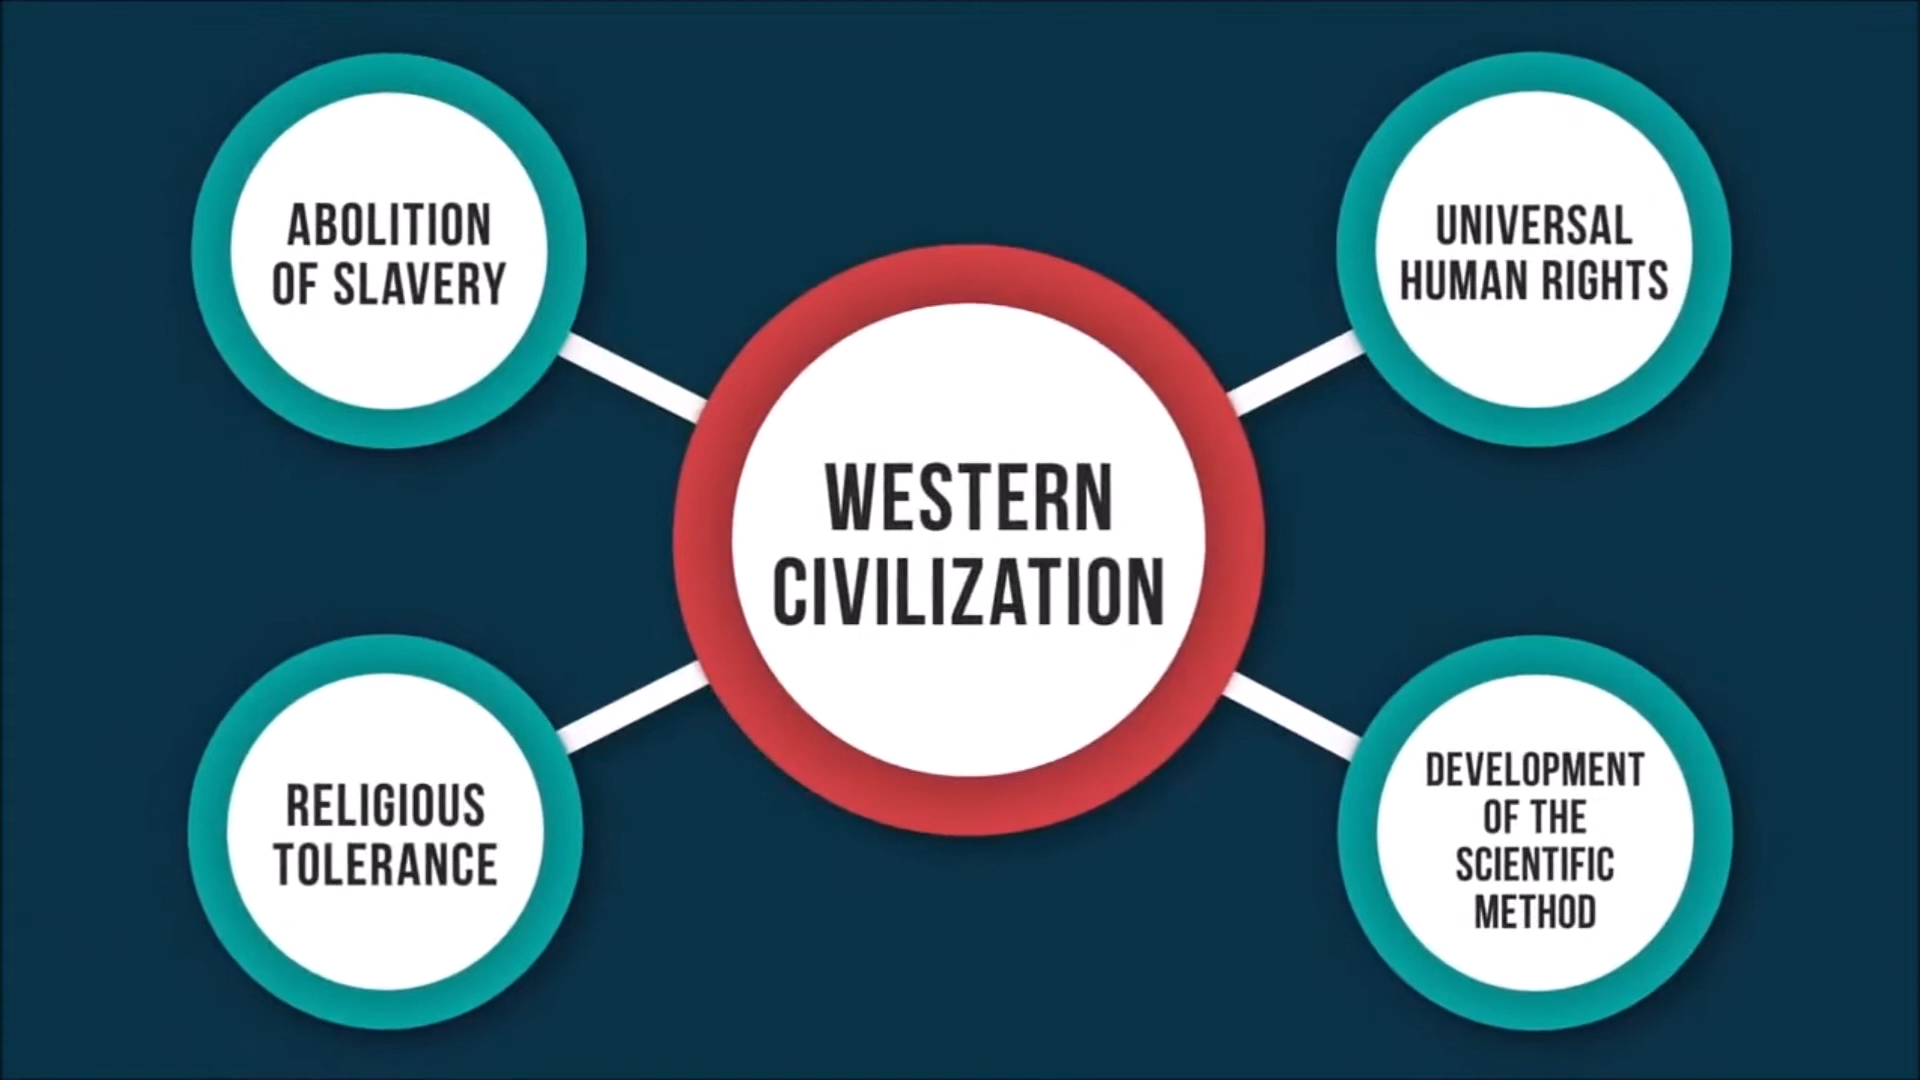 ABOLITION
OF SLAVERY
UNIVERSAL
HUMAN RIGHTS
WESTERN
CIVILIZATION
RELIGIOUS
TOLERANCE
DEVELOPMENT
OF THE
SCIENTIFIC
METHOD